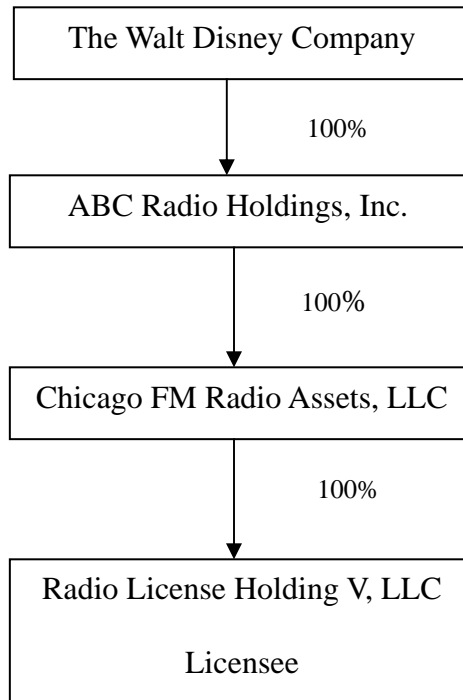 The Walt Disney Company
100%
ABC Radio Holdings, Inc.
100%
Chicago FM Radio Assets, LLC
100%
Radio License Holding V, LLC
Licensee